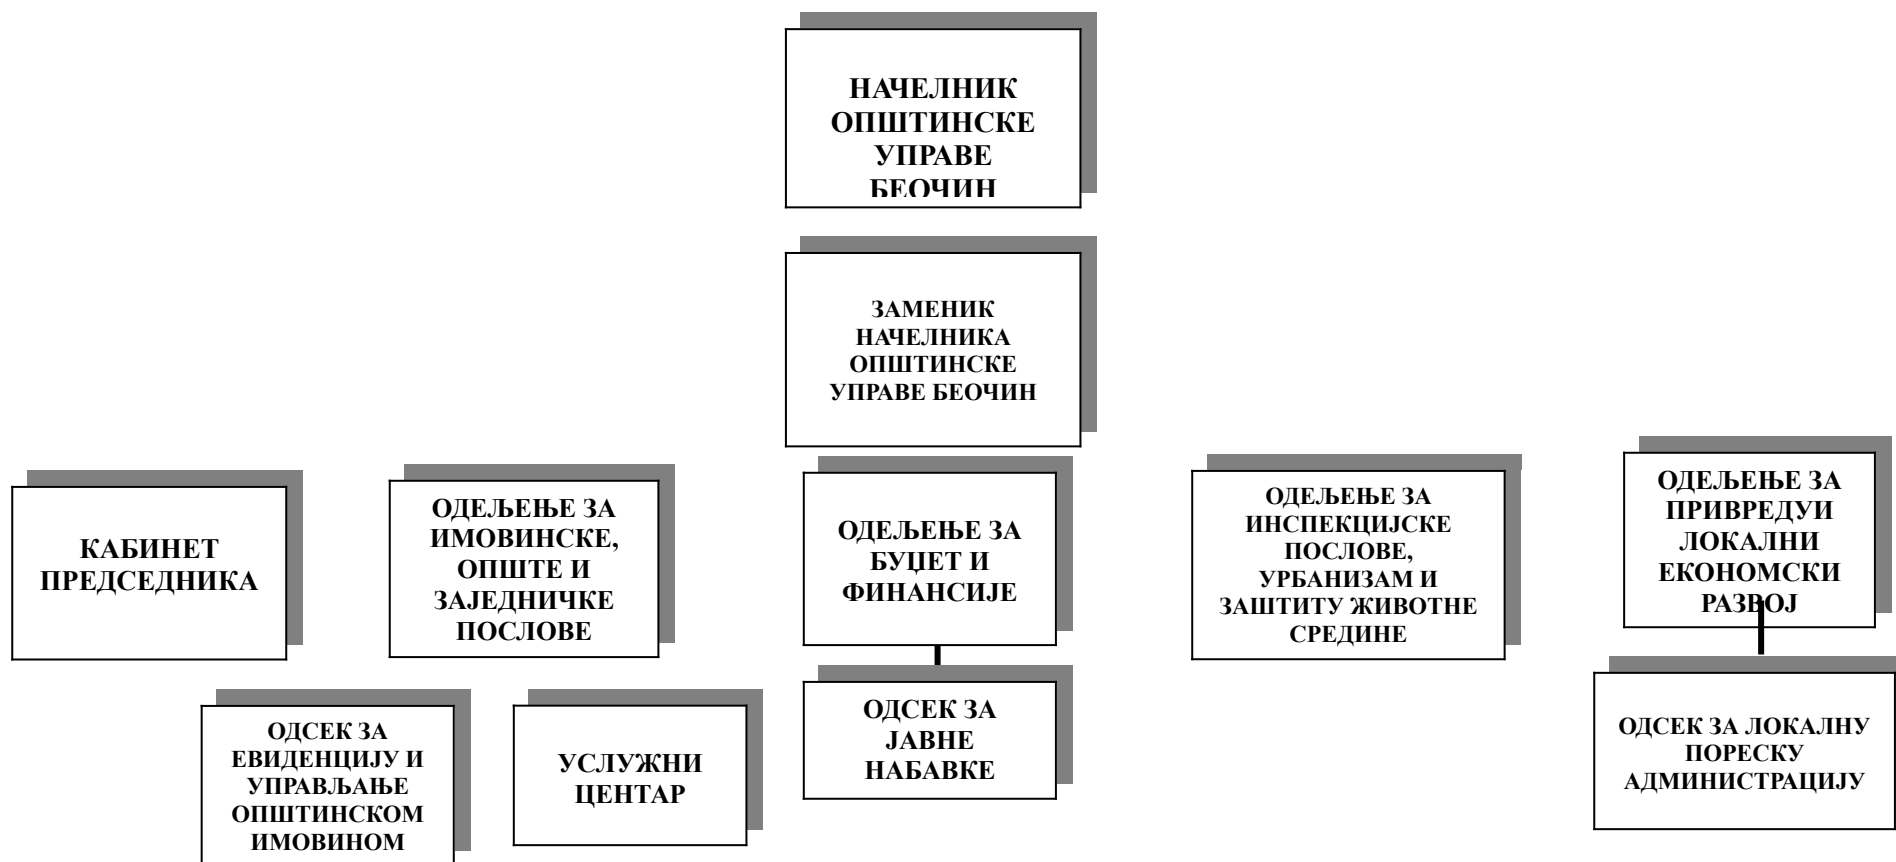 НАЧЕЛНИК
ОПШТИНСКЕ
УПРАВЕ
БЕОЧИН
ЗАМЕНИК
НАЧЕЛНИКА
ОПШТИНСКЕ
УПРАВЕ БЕОЧИН
КАБИНЕТ
ПРЕДСЕДНИКА
ОДЕЉЕЊЕ ЗА
ИМОВИНСКЕ,
ОПШТЕ И
ЗАЈЕДНИЧКЕ
ПОСЛОВЕ
ОДЕЉЕЊЕ ЗА
БУЏЕТ И
ФИНАНСИЈЕ
ОДЕЉЕЊЕ ЗА
ИНСПЕКЦИЈСКЕ
ПОСЛОВЕ,
УРБАНИЗАМ И
ЗАШТИТУ ЖИВОТНЕ
СРЕДИНЕ
ОДЕЉЕЊЕ ЗА
ПРИВРЕДУИ
ЛОКАЛНИ
ЕКОНОМСКИ
РАЗВОЈ
ОДСЕК ЗА
ЕВИДЕНЦИЈУ И
УПРАВЉАЊЕ
ОПШТИНСКОМ
ИМОВИНОМ
УСЛУЖНИ
ЦЕНТАР
ОДСЕК ЗА
ЈАВНЕ
НАБАВКЕ
ОДСЕК ЗА ЛОКАЛНУ
ПОРЕСКУ
АДМИНИСТРАЦИЈУ